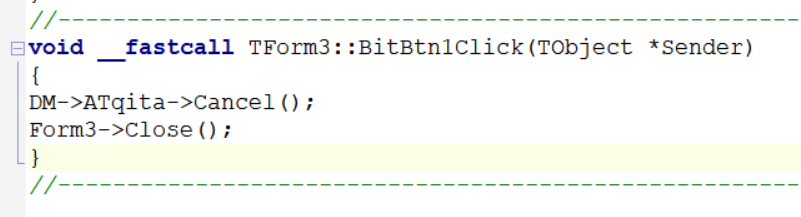 //------------------------------------------------------
void __fastcall TForm3::BitBtn1Click(TObject *Sender)
{
DM->ATqita->Cancel();
Form3->Close();
}
//------------------------------------------------------